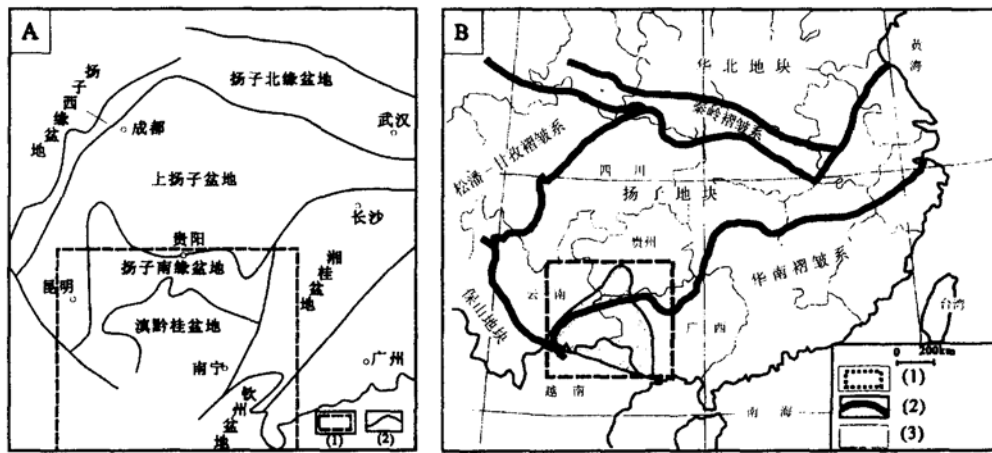 A
扬子北缘盆地
扬子西缘盆地
武汉
成都
上扬子盆地
长沙
贵阳
扬子南缘盆地
湘桂盆地
昆明
滇黔桂盆地
广州
南宁
钦州盆地
(1)
(2)
B
黄海
华北地块
秦岭褶皱系
松潘-甘孜褶皱系
四川
扬子地块
贵州
华南褶皱系
云南
保山地块
台湾
广西
0 200km
越南
南海
(1)
(2)
(3)